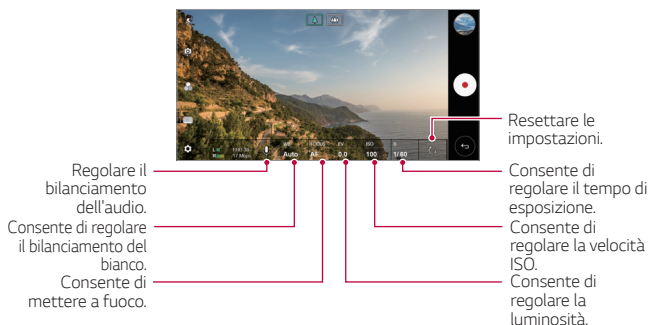 WB
FOCUS
EV
ISO
S
Auto
AF
0.0
100
1/60
Resettare le
impostazioni.
Regolare il
bilanciamento
dell'audio.
Consente di regolare
il bilanciamento del
bianco.
Consente di
mettere a fuoco.
Consente di
regolare il tempo di
esposizione.
Consente di
regolare la velocità
ISO.
Consente di
regolare la
luminosità.